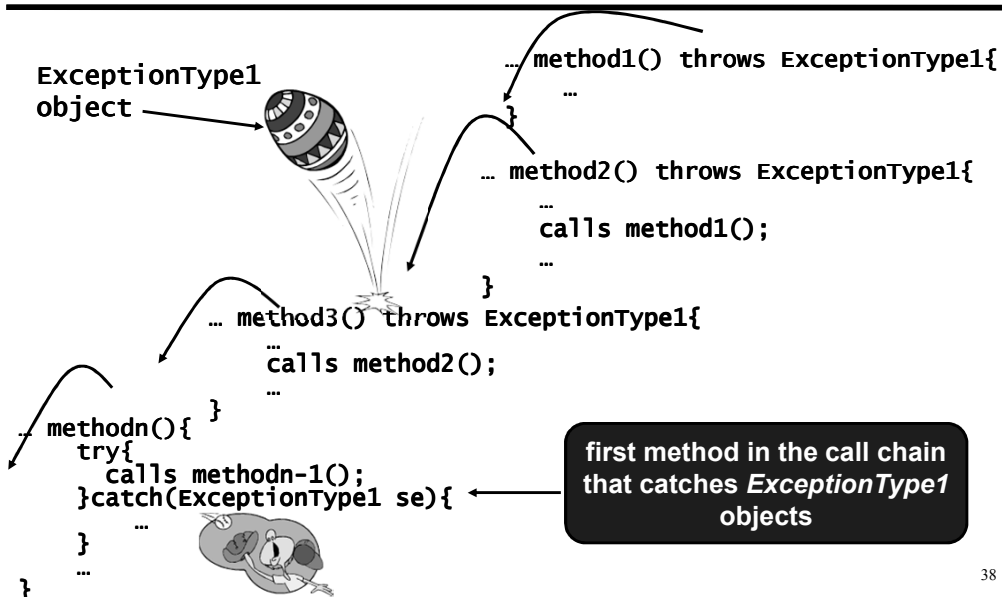 ExceptionType1
object
… method1() throws ExceptionType1{
…
}
… method2() throws ExceptionType1{
…
calls method1();
…
}
… method3() throws ExceptionType1{
…
calls method2();
…
}
… methodn(){
try{
calls methodn-1();
}catch(ExceptionType1 se){
…
}
…
}
first method in the call chain
that catches ExceptionType1
objects
38